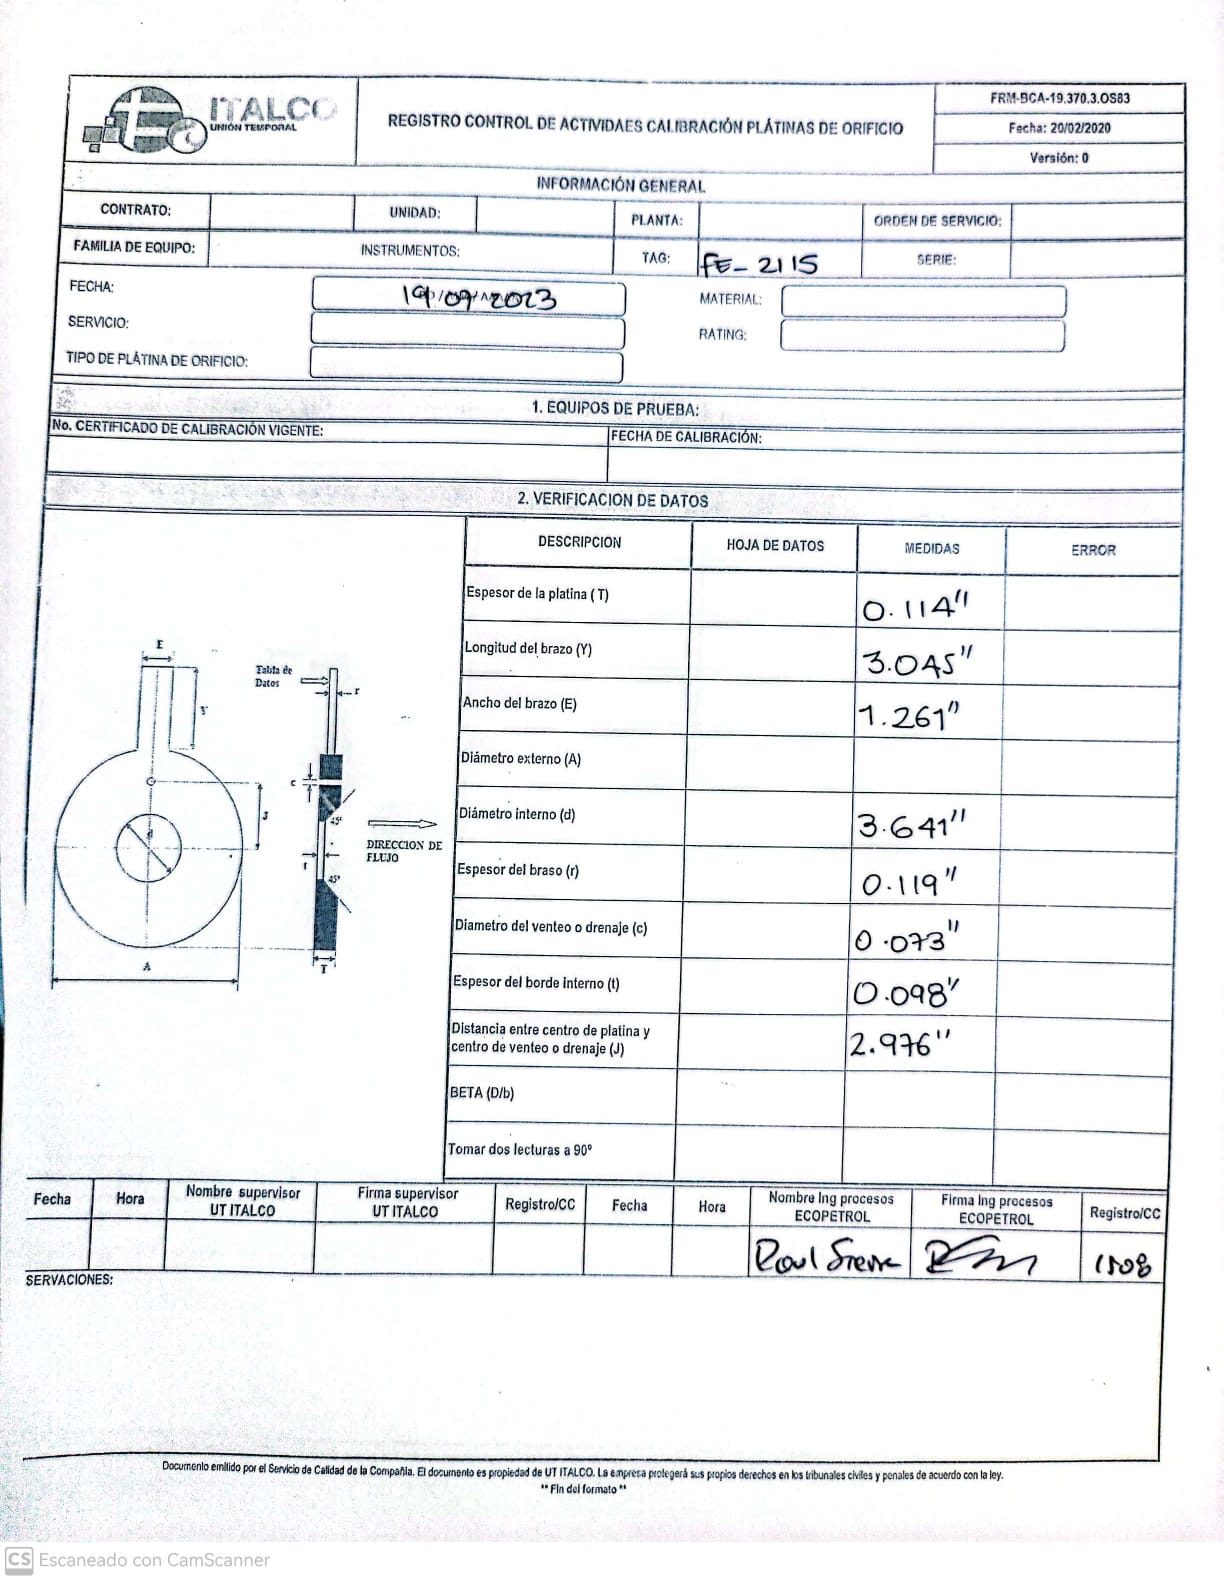 ITALCO
UNIÓN TEMPORAL
REGISTRO CONTROL DE ACTIVIDAES CALIBRACIÓN PLÁTINAS DE ORIFICIO
FRM-BCA-19.370.3.OS83
Fecha: 20/02/2020
Versión: 0
INFORMACIÓN GENERAL
CONTRATO: UNIDAD: PLANTA: ORDEN DE SERVICIO:
FAMILIA DE EQUIPO: INSTRUMENTOS: TAG: FE-2115 SERIE:
FECHA: 19/09/2023 MATERIAL:
SERVICIO: RATING:
TIPO DE PLÁTINA DE ORIFICIO:
1. EQUIPOS DE PRUEBA:
No. CERTIFICADO DE CALIBRACIÓN VIGENTE: FECHA DE CALIBRACIÓN:
2. VERIFICACION DE DATOS
DESCRIPCION HOJA DE DATOS MEDIDAS ERROR
Espesor de la platina (T) 0.114"
Longitud del brazo (Y) 3.045"
Ancho del brazo (E) 1.261"
Diámetro externo (A)
Diámetro interno (d) 3.641"
Espesor del braso (r) 0.119"
Diametro del venteo o drenaje (c) 0.073"
Espesor del borde interno (t) 0.098"
Distancia entre centro de platina y
centro de venteo o drenaje (J) 2.976"
BETA (D/b)
Tomar dos lecturas a 90º
E
Tabla de
Datos
r
Y
c
J
45º
d
DIRECCION DE
FLUJO
t
45º
A
T
Fecha Hora Nombre supervisor
UT ITALCO Firma supervisor
UT ITALCO Registro/CC Fecha Hora Nombre Ing procesos
ECOPETROL Firma Ing procesos
ECOPETROL Registro/CC
Raul Sierra 1508
SERVACIONES:
Documento emitido por el Servicio de Calidad de la Compañía. El documento es propiedad de UT ITALCO. La empresa protegerá sus propios derechos en los tribunales civiles y penales de acuerdo con la ley.
** Fin del formato **
CS Escaneado con CamScanner